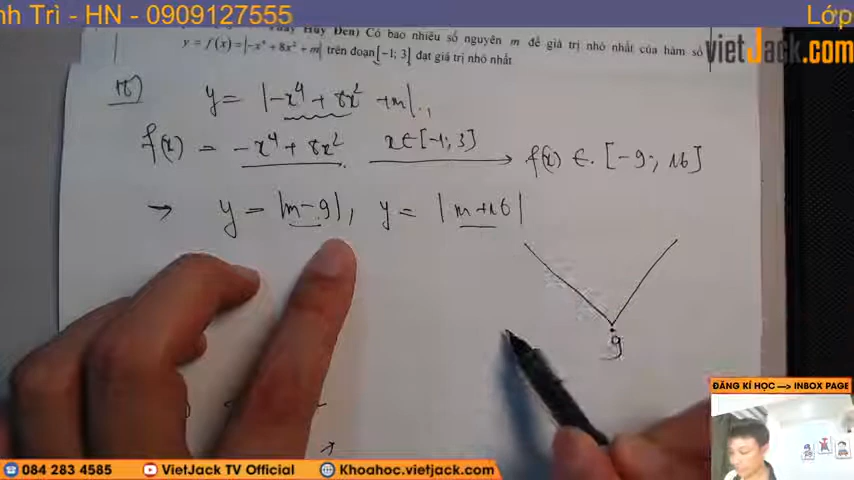 nh Trì - HN - 0909127555
Lớp
Huy Đen) Có bao nhiêu số nguyên m để giá trị nhỏ nhất của hàm số
y = f(x) = |-x⁴ + 8x² + m| trên đoạn [-1; 3] đạt giá trị nhỏ nhất
vietJack.com
y = |-x⁴ + 8x² + m|.,
f(x) = -x⁴ + 8x². x ∈ [-1; 3] → f(x) ∈. [-9; 16]
→ y = |m-9|, y = |m+16|
9
ĐĂNG KÍ HỌC —> INBOX PAGE
084 283 4585
VietJack TV Official
Khoahoc.vietjack.com